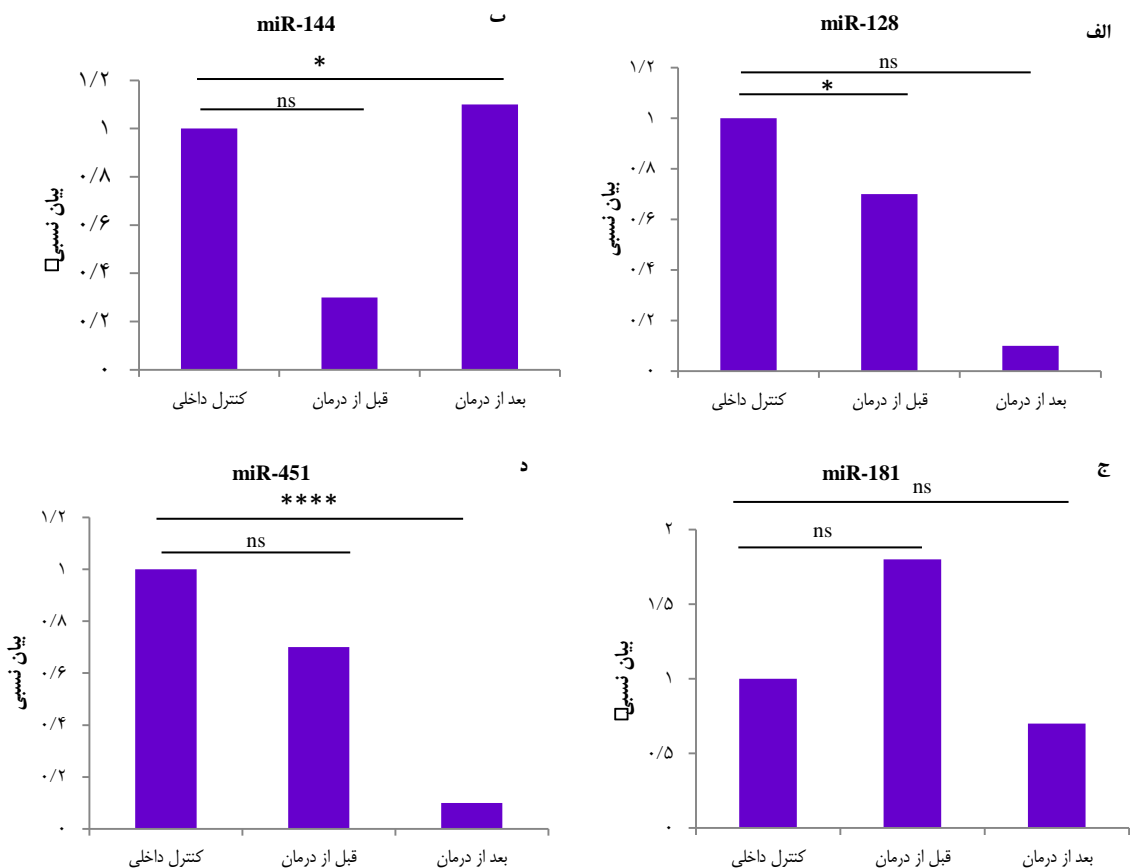 الف
miR-128
ns
*
۱/۲
۱
۰/۸
۰/۶
۰/۴
۰/۲
۰
بیان نسبی
کنترل داخلی
قبل از درمان
بعد از درمان
miR-144
*
ns
۱/۲
۱
۰/۸
۰/۶
۰/۴
۰/۲
۰
بیان نسبی
کنترل داخلی
قبل از درمان
بعد از درمان
ج
miR-181
ns
ns
۲
۱/۵
۱
۰/۵
۰
بیان نسبی
کنترل داخلی
قبل از درمان
بعد از درمان
د
miR-451
****
ns
۱/۲
۱
۰/۸
۰/۶
۰/۴
۰/۲
۰
بیان نسبی
کنترل داخلی
قبل از درمان
بعد از درمان